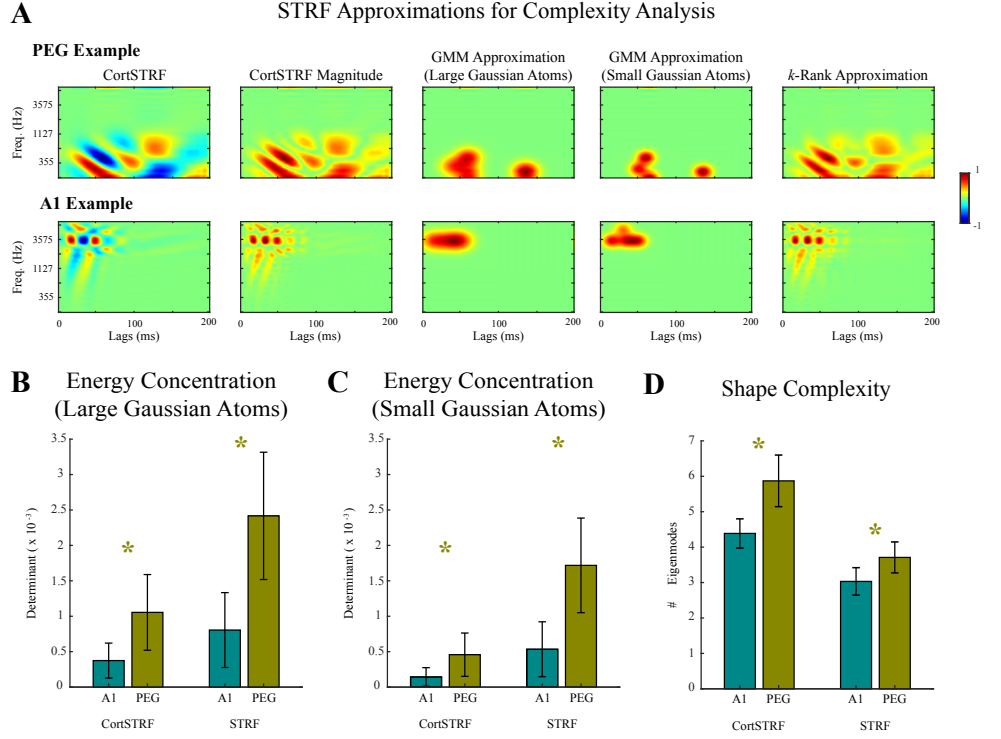 A
STRF Approximations for Complexity Analysis
PEG Example
CortSTRF
CortSTRF Magnitude
GMM Approximation
(Large Gaussian Atoms)
GMM Approximation
(Small Gaussian Atoms)
k-Rank Approximation
Freq. (Hz)
3575
1127
355
1
-1
A1 Example
Freq. (Hz)
3575
1127
355
0 100 200
Lags (ms)
0 100 200
Lags (ms)
0 100 200
Lags (ms)
0 100 200
Lags (ms)
0 100 200
Lags (ms)
B
Energy Concentration
(Large Gaussian Atoms)
Determinant ( x 10⁻³)
3.5
3
2.5
2
1.5
1
0.5
0
*
*
A1 PEG A1 PEG
CortSTRF STRF
C
Energy Concentration
(Small Gaussian Atoms)
Determinant ( x 10⁻³)
3.5
3
2.5
2
1.5
1
0.5
0
*
*
A1 PEG A1 PEG
CortSTRF STRF
D
Shape Complexity
# Eigenmodes
7
6
5
4
3
2
1
0
*
*
A1 PEG A1 PEG
CortSTRF STRF